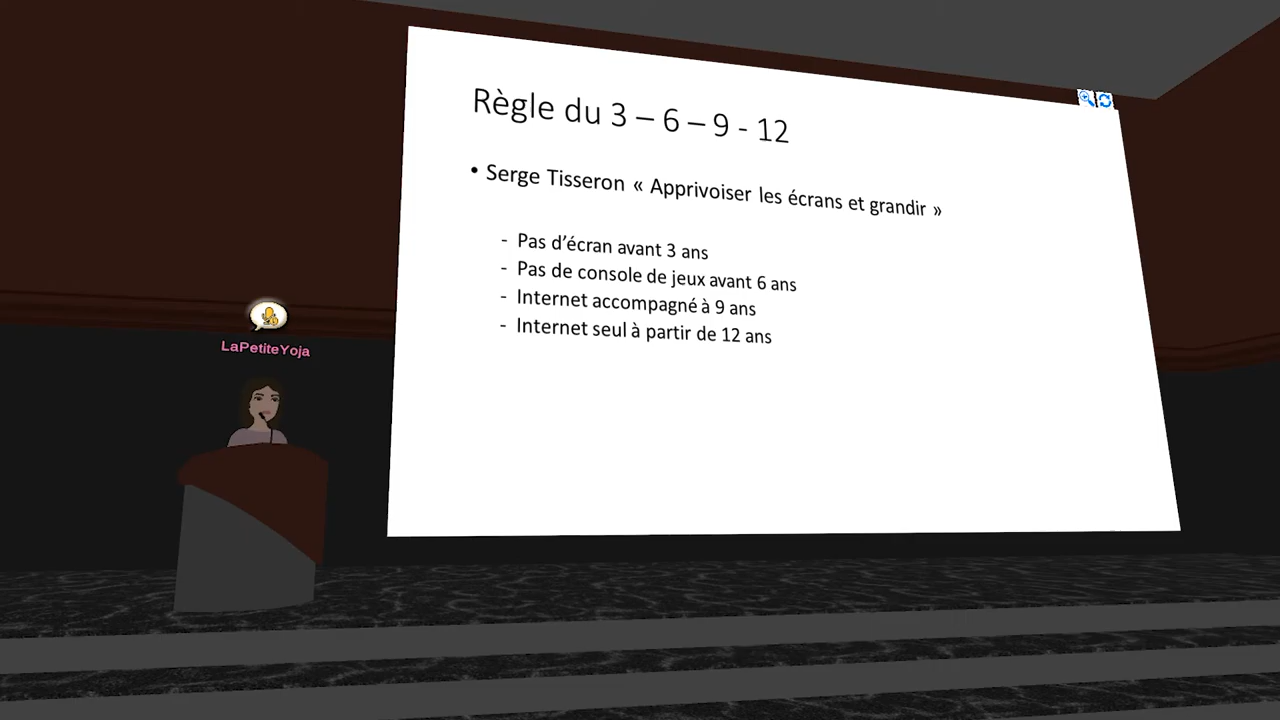 Règle du 3 – 6 – 9 - 12
• Serge Tisseron « Apprivoiser les écrans et grandir »
- Pas d’écran avant 3 ans
- Pas de console de jeux avant 6 ans
- Internet accompagné à 9 ans
- Internet seul à partir de 12 ans
LaPetiteYoja